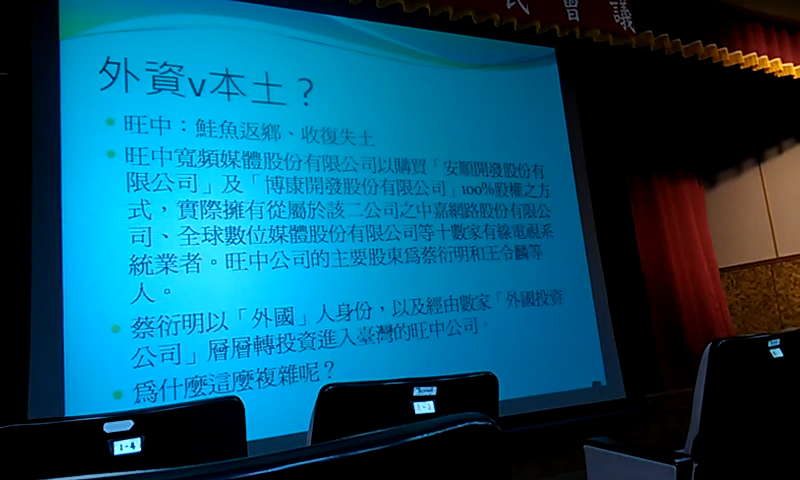 民會議
外資v本土？
旺中：鮭魚返鄉、收復失土
旺中寬頻媒體股份有限公司以購買「安順開發股份有
限公司」及「博康開發股份有限公司」100%股權之方
式，實際擁有從屬於該二公司之中嘉網路股份有限公
司、全球數位媒體股份有限公司等十數家有線電視系
統業者。旺中公司的主要股東為蔡衍明和王令麟等
人。
蔡衍明以「外國」人身份，以及經由數家「外國投資
公司」層層轉投資進入臺灣的旺中公司。
為什麼這麼複雜呢？
1-4
1-3